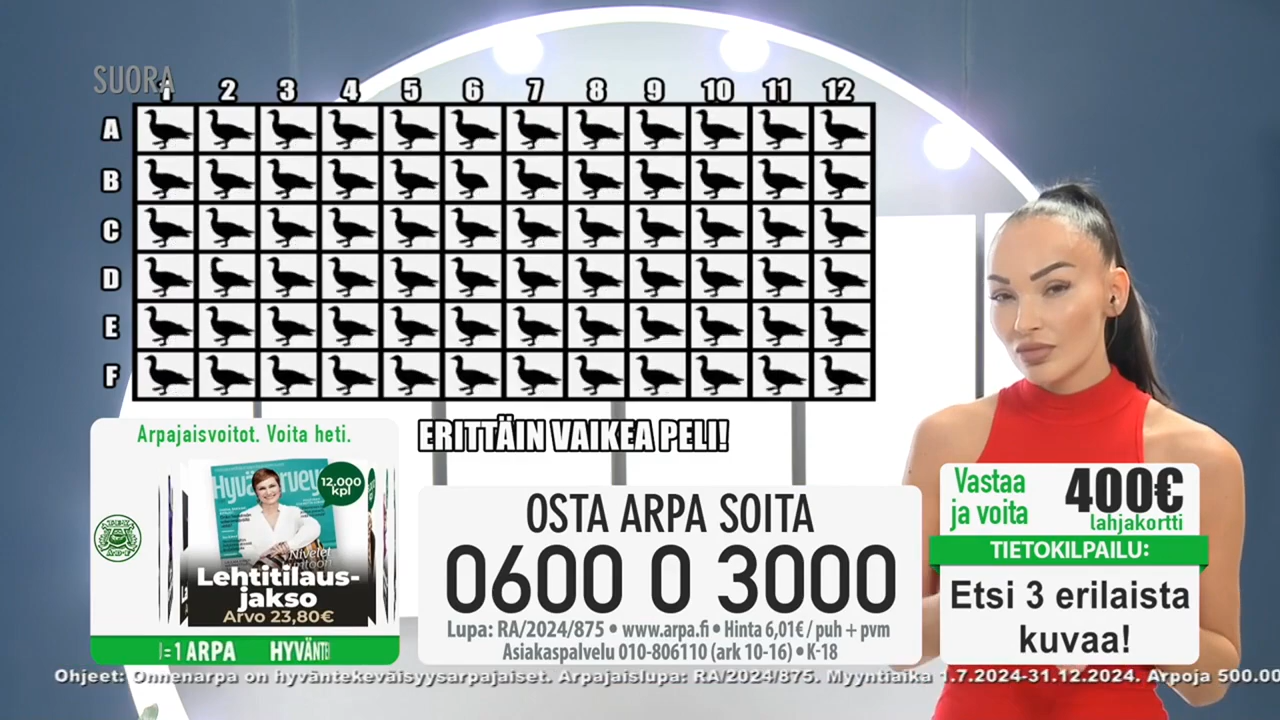 SUORA
1 2 3 4 5 6 7 8 9 10 11 12
A
B
C
D
E
F
ERITTÄIN VAIKEA PELI!
Arpajaisvoitot. Voita heti.
12.000
kpl
Lehtitilaus-
jakso
Arvo 23,80€
=1 ARPA HYVÄNTE
OSTA ARPA SOITA
0600 0 3000
Lupa: RA/2024/875 • www.arpa.fi • Hinta 6,01€ / puh + pvm
Asiakaspalvelu 010-806110 (ark 10-16) • K-18
Vastaa
ja voita
400€
lahjakortti
TIETOKILPAILU:
Etsi 3 erilaista
kuvaa!
Ohjeet: Onnenarpa on hyväntekeväisyysarpajaiset. Arpajaislupa: RA/2024/875. Myyntiaika 1.7.2024-31.12.2024. Arpoja 500.00